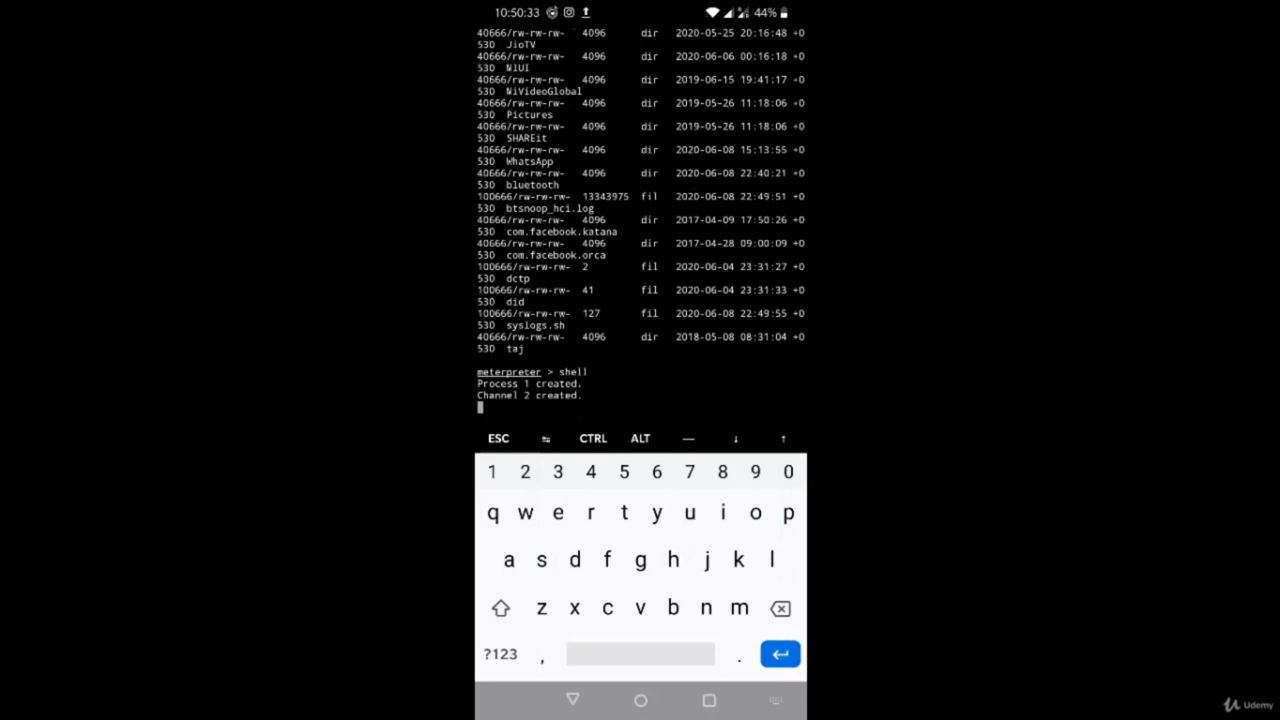 10:50:33 44%
40666/rw-rw-rw- 4096 dir 2020-05-25 20:16:48 +0
530 JioTV
40666/rw-rw-rw- 4096 dir 2020-06-06 00:16:18 +0
530 MIUI
40666/rw-rw-rw- 4096 dir 2019-06-15 19:41:17 +0
530 MiVideoGlobal
40666/rw-rw-rw- 4096 dir 2019-05-26 11:18:06 +0
530 Pictures
40666/rw-rw-rw- 4096 dir 2019-05-26 11:18:06 +0
530 SHAREit
40666/rw-rw-rw- 4096 dir 2020-06-08 15:13:55 +0
530 WhatsApp
40666/rw-rw-rw- 4096 dir 2020-06-08 22:40:21 +0
530 bluetooth
100666/rw-rw-rw- 13343975 fil 2020-06-08 22:49:51 +0
530 btsnoop_hci.log
40666/rw-rw-rw- 4096 dir 2017-04-09 17:50:26 +0
530 com.facebook.katana
40666/rw-rw-rw- 4096 dir 2017-04-28 09:00:09 +0
530 com.facebook.orca
100666/rw-rw-rw- 2 fil 2020-06-04 23:31:27 +0
530 dctp
100666/rw-rw-rw- 41 fil 2020-06-04 23:31:33 +0
530 did
100666/rw-rw-rw- 127 fil 2020-06-08 22:49:55 +0
530 syslogs.sh
40666/rw-rw-rw- 4096 dir 2018-05-08 08:31:04 +0
530 taj
meterpreter > shell
Process 1 created.
Channel 2 created.
ESC ⇆ CTRL ALT — ↓ ↑
1 2 3 4 5 6 7 8 9 0
q w e r t y u i o p
a s d f g h j k l
z x c v b n m
?123 , .
Udemy